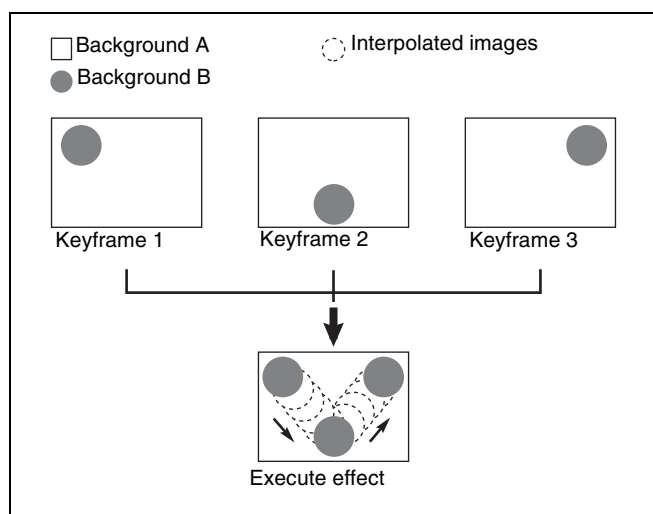 Background A
Interpolated images
Background B
Keyframe 1
Keyframe 2
Keyframe 3
Execute effect